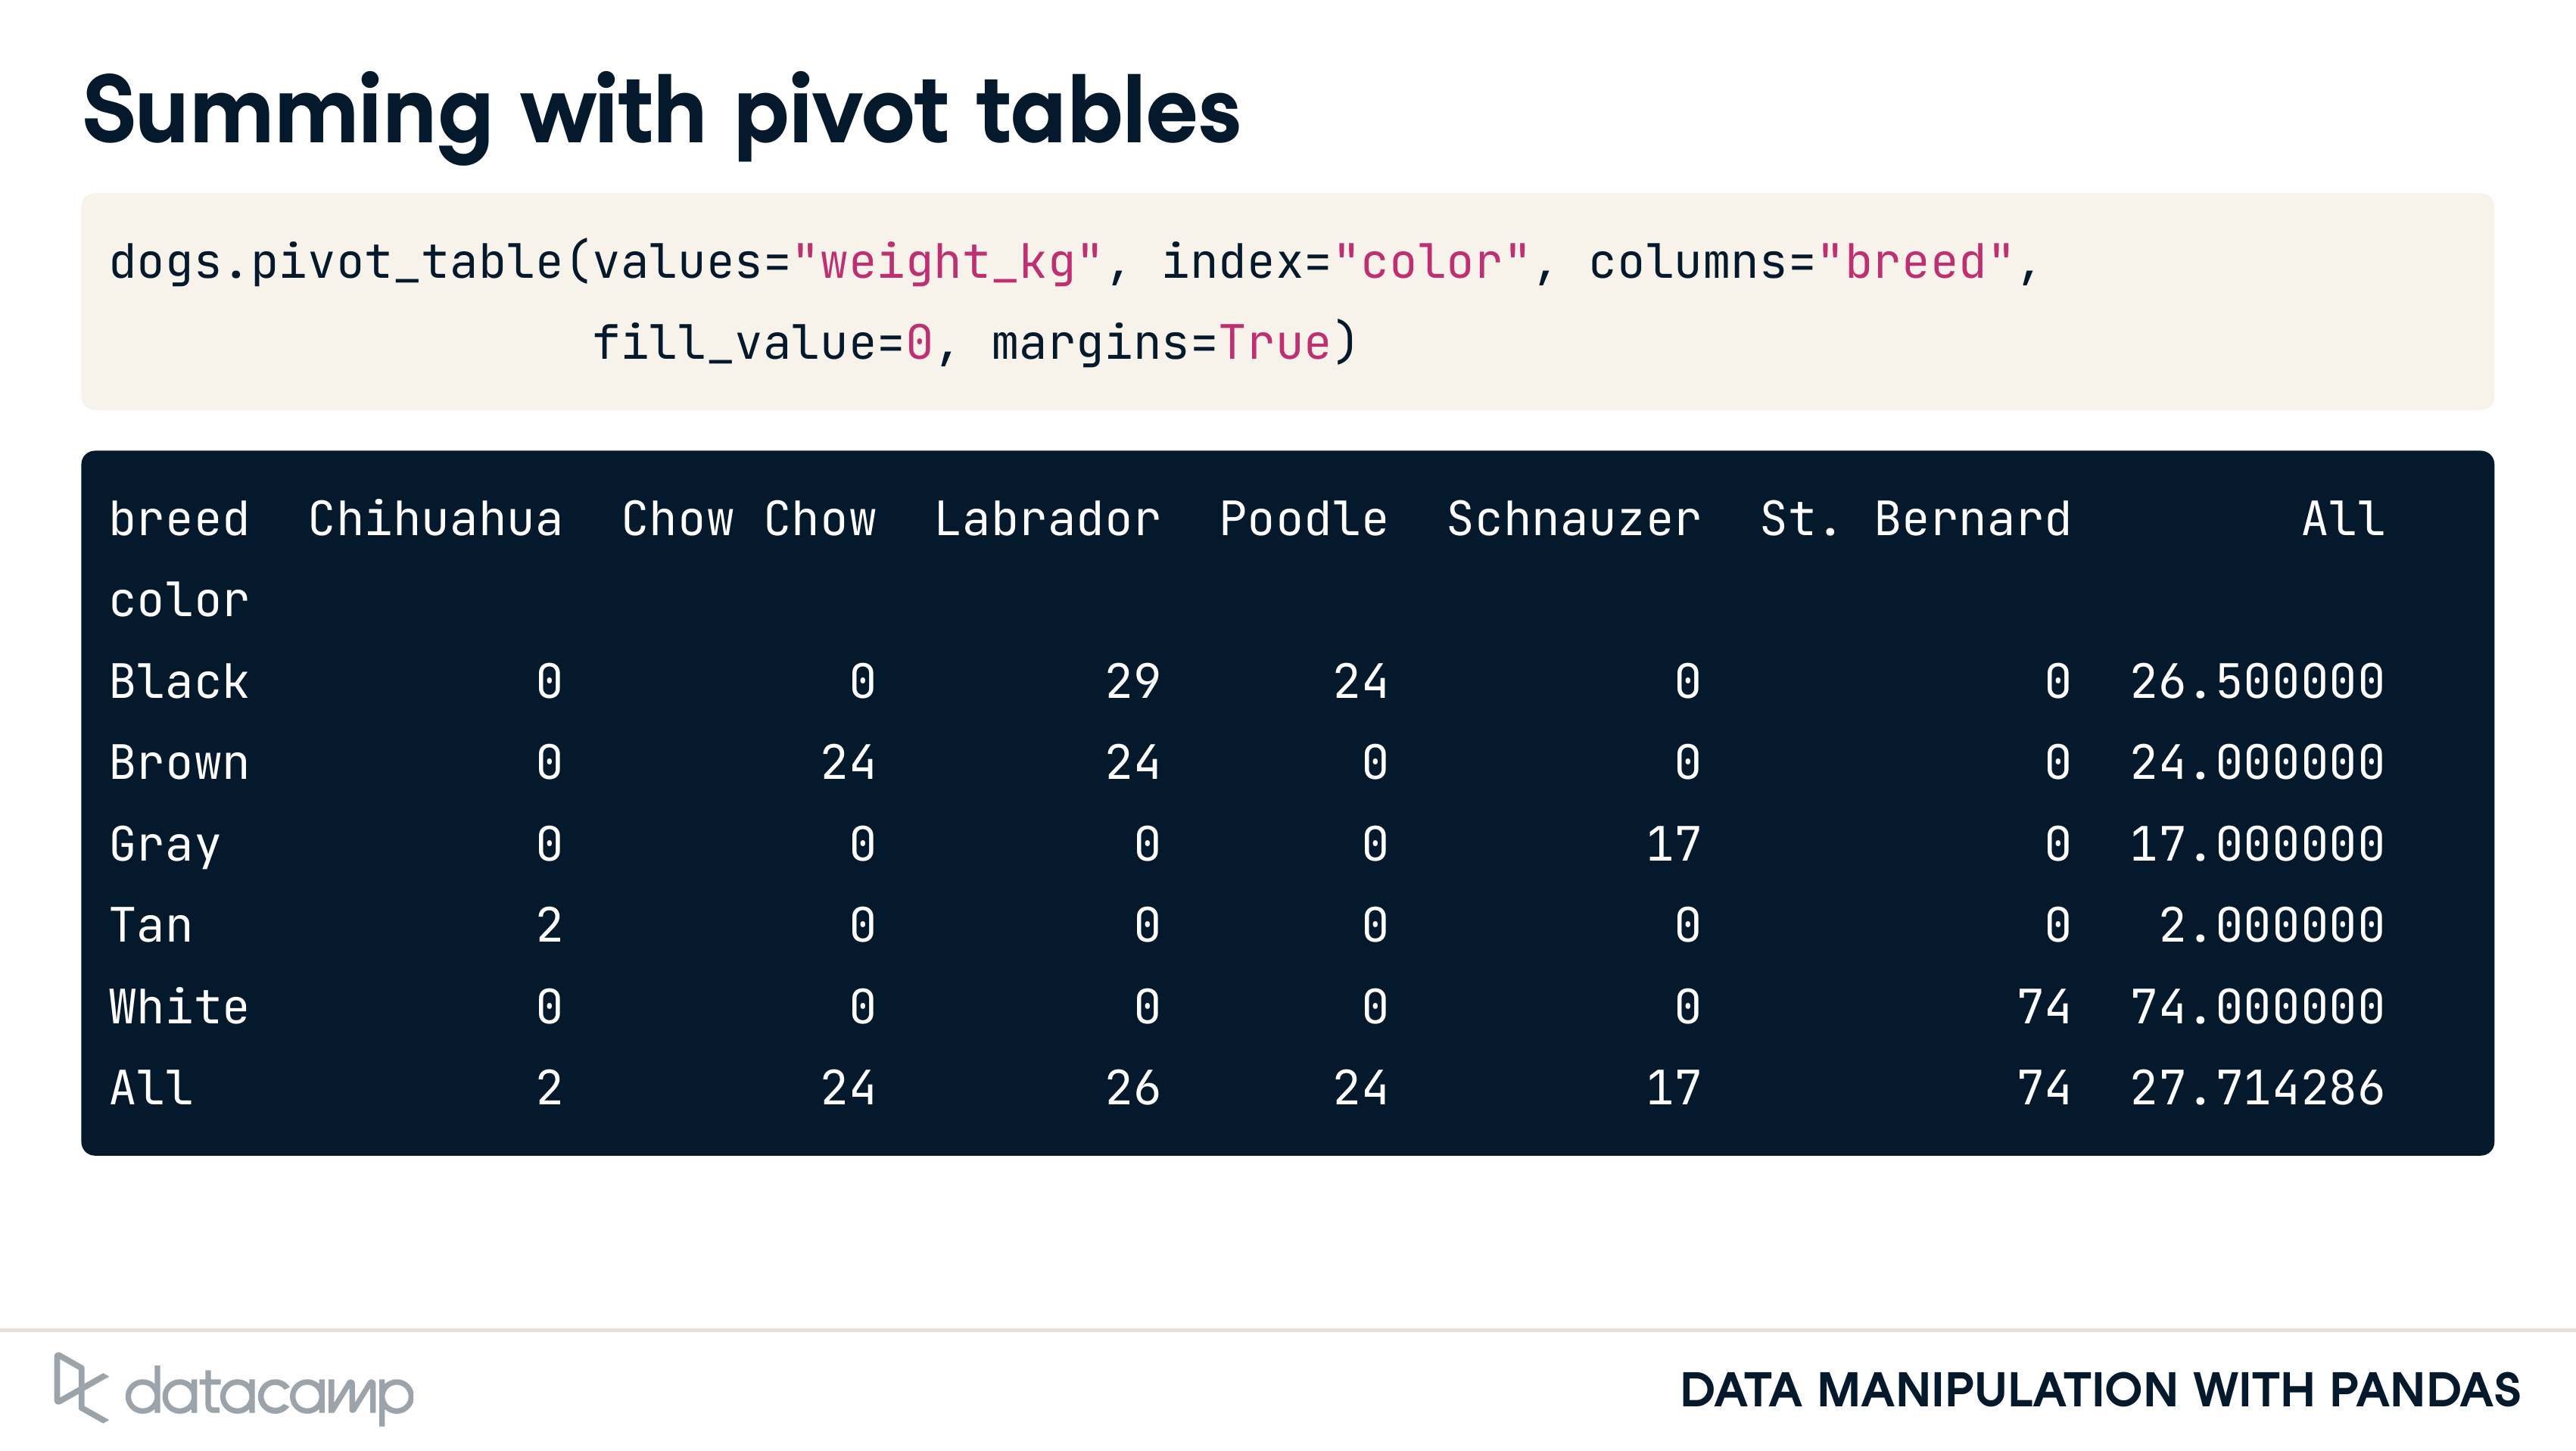 Summing with pivot tables
dogs.pivot_table(values="weight_kg", index="color", columns="breed",
fill_value=0, margins=True)
breed Chihuahua Chow Chow Labrador Poodle Schnauzer St. Bernard All
color
Black 0 0 29 24 0 0 26.500000
Brown 0 24 24 0 0 0 24.000000
Gray 0 0 0 0 17 0 17.000000
Tan 2 0 0 0 0 0 2.000000
White 0 0 0 0 0 74 74.000000
All 2 24 26 24 17 74 27.714286
datacamp
DATA MANIPULATION WITH PANDAS